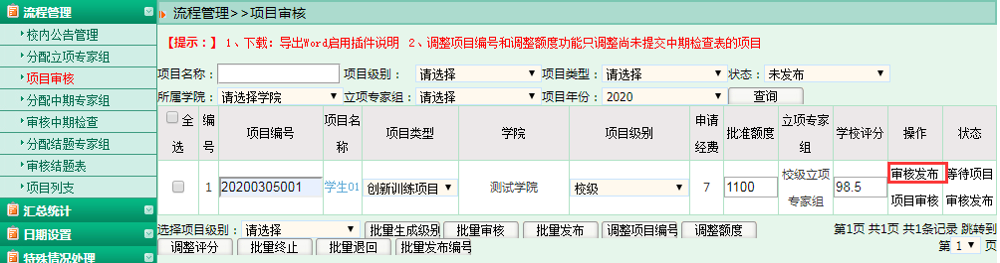 流程管理
校内公告管理
分配立项专家组
项目审核
分配中期专家组
审核中期检查
分配结题专家组
审核结题表
项目列支
汇总统计
日期设置
特殊情况处理
流程管理>>项目审核
【提示：】 1、下载：导出Word启用插件说明 2、调整项目编号和调整额度功能只调整尚未提交中期检查表的项目
项目名称： 项目级别： 请选择 项目类型： 请选择 状态： 未发布
所属学院： 请选择学院 立项专家组： 请选择 项目年份： 2020 查询
全选 编号 项目编号 项目名称 项目类型 学院 项目级别 申请经费 批准额度 立项专家组 学校评分 操作 状态
1 20200305001 学生01 创新训练项目 测试学院 校级 7 1100 校级立项专家组 98.5 审核发布 项目审核 等待项目审核发布
选择项目级别： 请选择 批量生成级别 批量审核 批量发布 调整项目编号 调整额度 第1页 共1页 共1条记录 跳转到
调整评分 批量终止 批量退回 批量发布编号 第 1 页